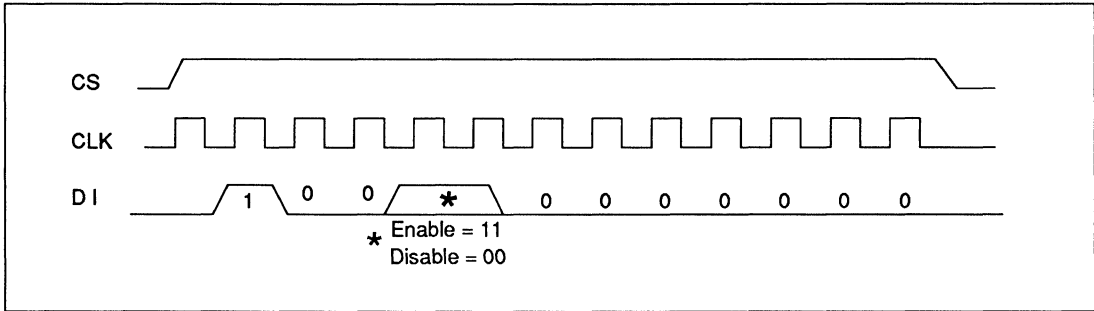 CS
CLK
D I 1 0 0 * 0 0 0 0 0 0 0
* Enable = 11
Disable = 00